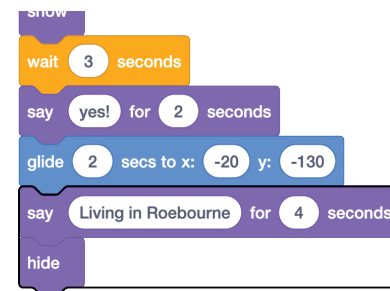 show
wait 3 seconds
say yes! for 2 seconds
glide 2 secs to x: -20 y: -130
say Living in Roebourne for 4 seconds
hide